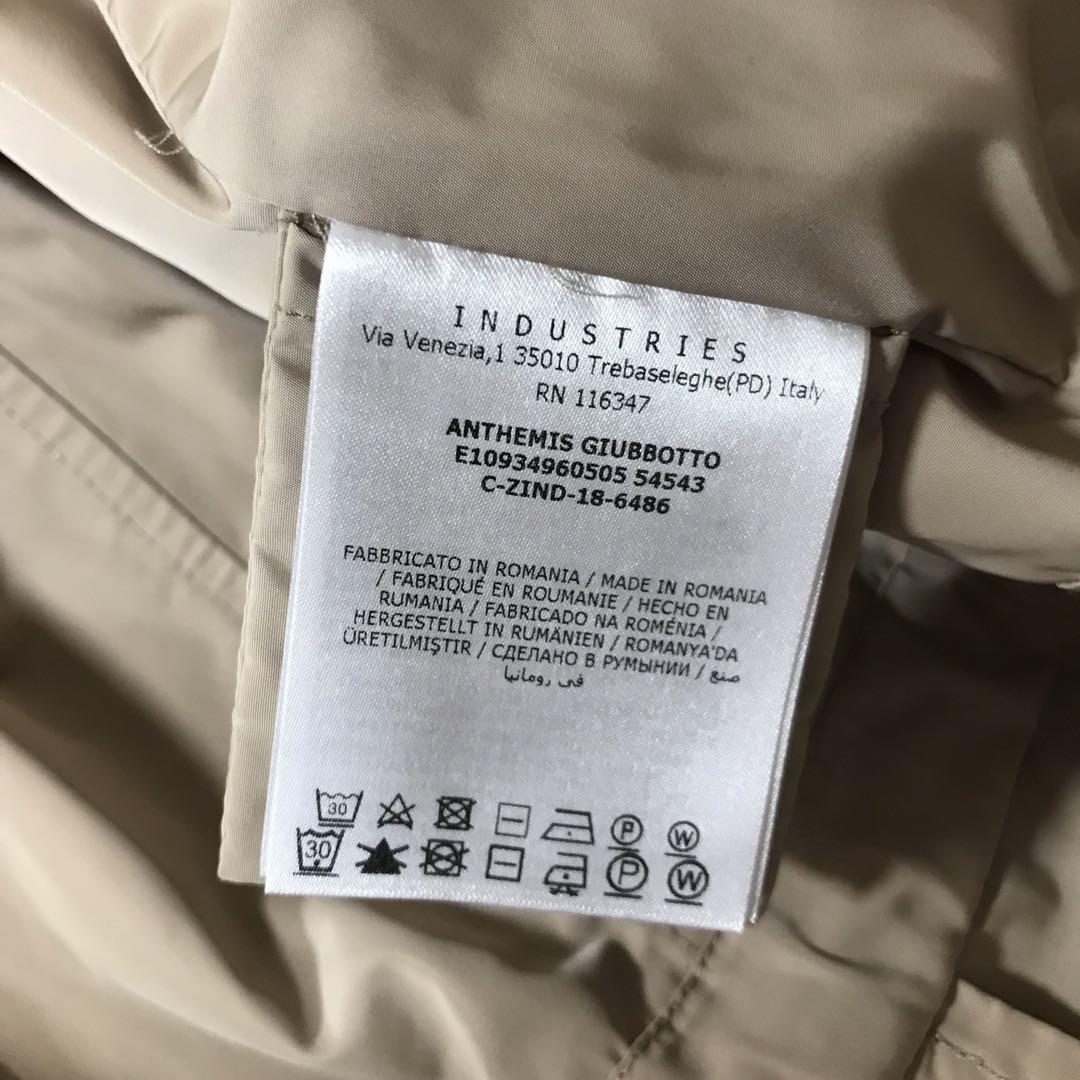 INDUSTRIES
Via Venezia,1 35010 Trebaseleghe(PD) Italy
RN 116347
ANTHEMIS GIUBBOTTO
E10934960505 54543
C-ZIND-18-6486
FABBRICATO IN ROMANIA / MADE IN ROMANIA
/ FABRIQUÉ EN ROUMANIE / HECHO EN
RUMANIA / FABRICADO NA ROMÉNIA /
HERGESTELLT IN RUMÄNIEN / ROMANYA'DA
ÜRETILMIŞTIR / СДЕЛАНО В РУМЫНИИ / صنع
في رومانيا
30 P W
30 P W